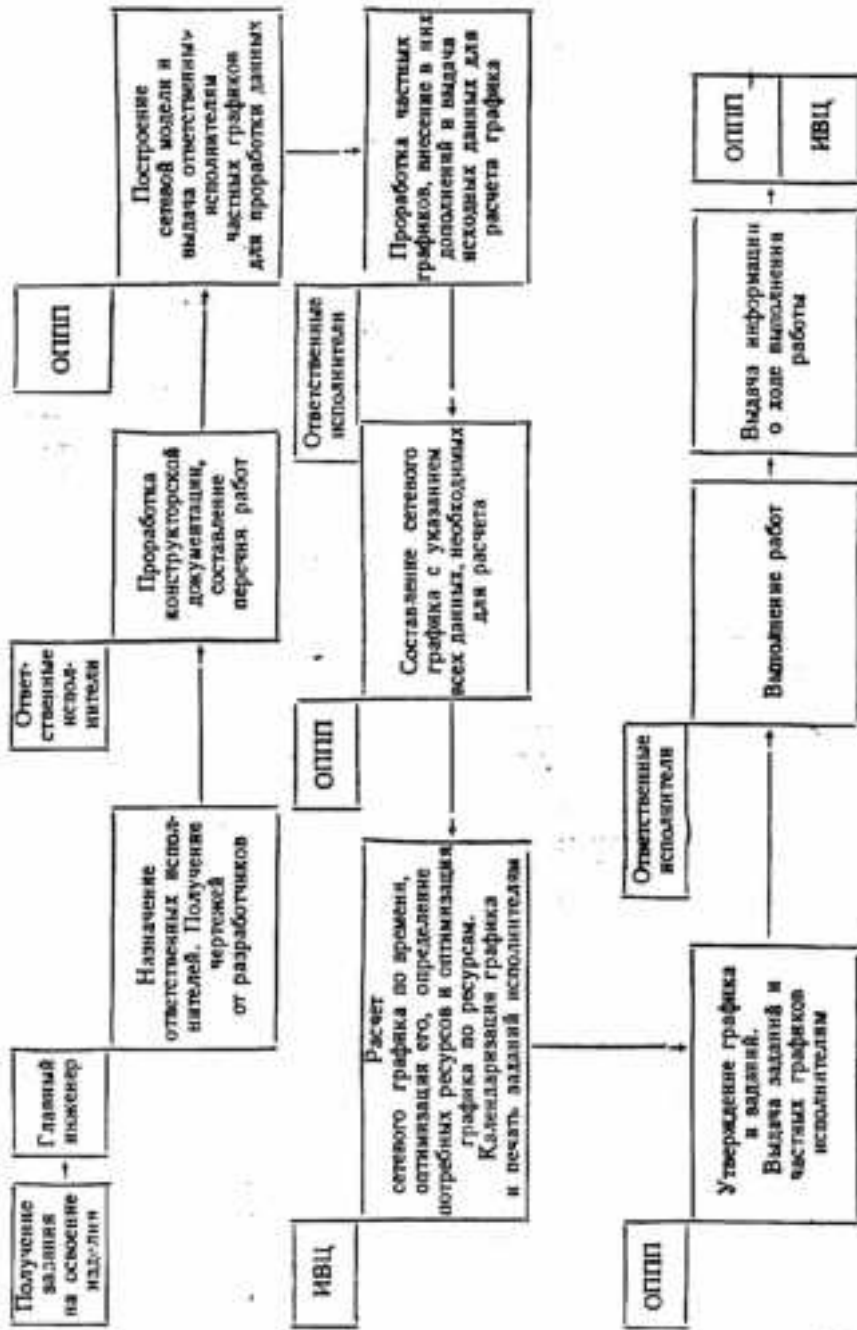 Получение
задания
на освоение
изделия
Главный
инженер
Назначение
ответственных испол-
нителей. Получение
чертежей
от разработчиков
Ответ-
ственные
испол-
нители
Проработка
конструкторской
документации,
составление
перечня работ
ОППП
Построение
сетевой модели и
выдача ответственным
исполнителям
частных графиков
для проработки данных
Ответственные
исполнители
Проработка частных
графиков, внесение в них
дополнений и выдача
исходных данных для
расчета графика
ОППП
Составление сетевого
графика с указанием
всех данных, необходимых
для расчета
ИВЦ
Расчет
сетевого графика по времени,
оптимизация его, определение
потребных ресурсов и оптимизация
графика по ресурсам.
Календаризация графика
и печать заданий исполнителям
ОППП
Утверждение графика
и заданий.
Выдача заданий и
частных графиков
исполнителям
Ответственные
исполнители
Выполнение работ
Выдача информации
о ходе выполнения
работы
ОППП
ИВЦ